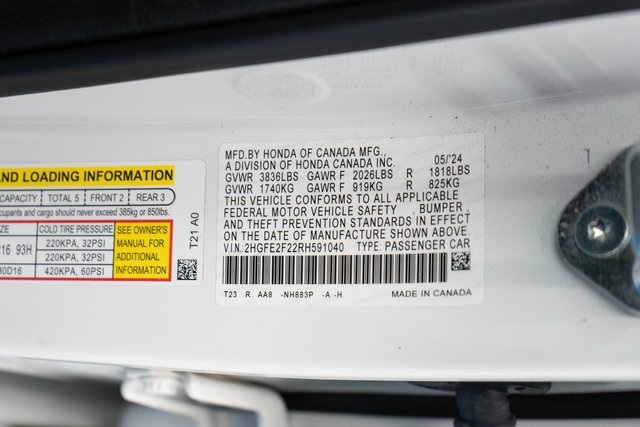 AND LOADING INFORMATION
CAPACITY TOTAL 5 FRONT 2 REAR 3
cupants and cargo should never exceed 385kg or 850lbs.
COLD TIRE PRESSURE
SEE OWNER'S
MANUAL FOR
ADDITIONAL
INFORMATION
R16 93H 220KPA, 32PSI
220KPA, 32PSI
80D16 420KPA, 60PSI
T21 A0
MFD.BY HONDA OF CANADA MFG., 05/'24
A DIVISION OF HONDA CANADA INC.
GVWR 3836LBS GAWR F 2026LBS R 1818LBS
GVWR 1740KG GAWR F 919KG R 825KG
THIS VEHICLE CONFORMS TO ALL APPLICABLE
FEDERAL MOTOR VEHICLE SAFETY , BUMPER,
AND THEFT PREVENTION STANDARDS IN EFFECT
ON THE DATE OF MANUFACTURE SHOWN ABOVE.
V.I.N.:2HGFE2F22RH591040 TYPE: PASSENGER CAR
T23 R AA8 -NH883P -A -H MADE IN CANADA